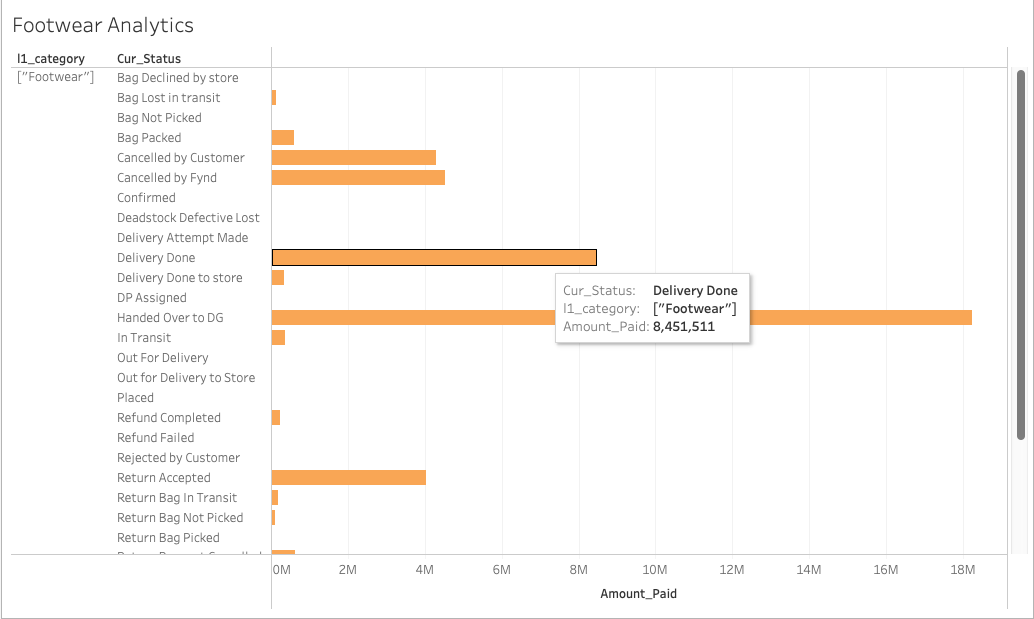 Footwear Analytics
l1_category Cur_Status
["Footwear"] Bag Declined by store
Bag Lost in transit
Bag Not Picked
Bag Packed
Cancelled by Customer
Cancelled by Fynd
Confirmed
Deadstock Defective Lost
Delivery Attempt Made
Delivery Done
Delivery Done to store
Cur_Status: Delivery Done
DP Assigned
l1_category: ["Footwear"]
Handed Over to DG
Amount_Paid: 8,451,511
In Transit
Out For Delivery
Out for Delivery to Store
Placed
Refund Completed
Refund Failed
Rejected by Customer
Return Accepted
Return Bag In Transit
Return Bag Not Picked
Return Bag Picked
0M 2M 4M 6M 8M 10M 12M 14M 16M 18M
Amount_Paid